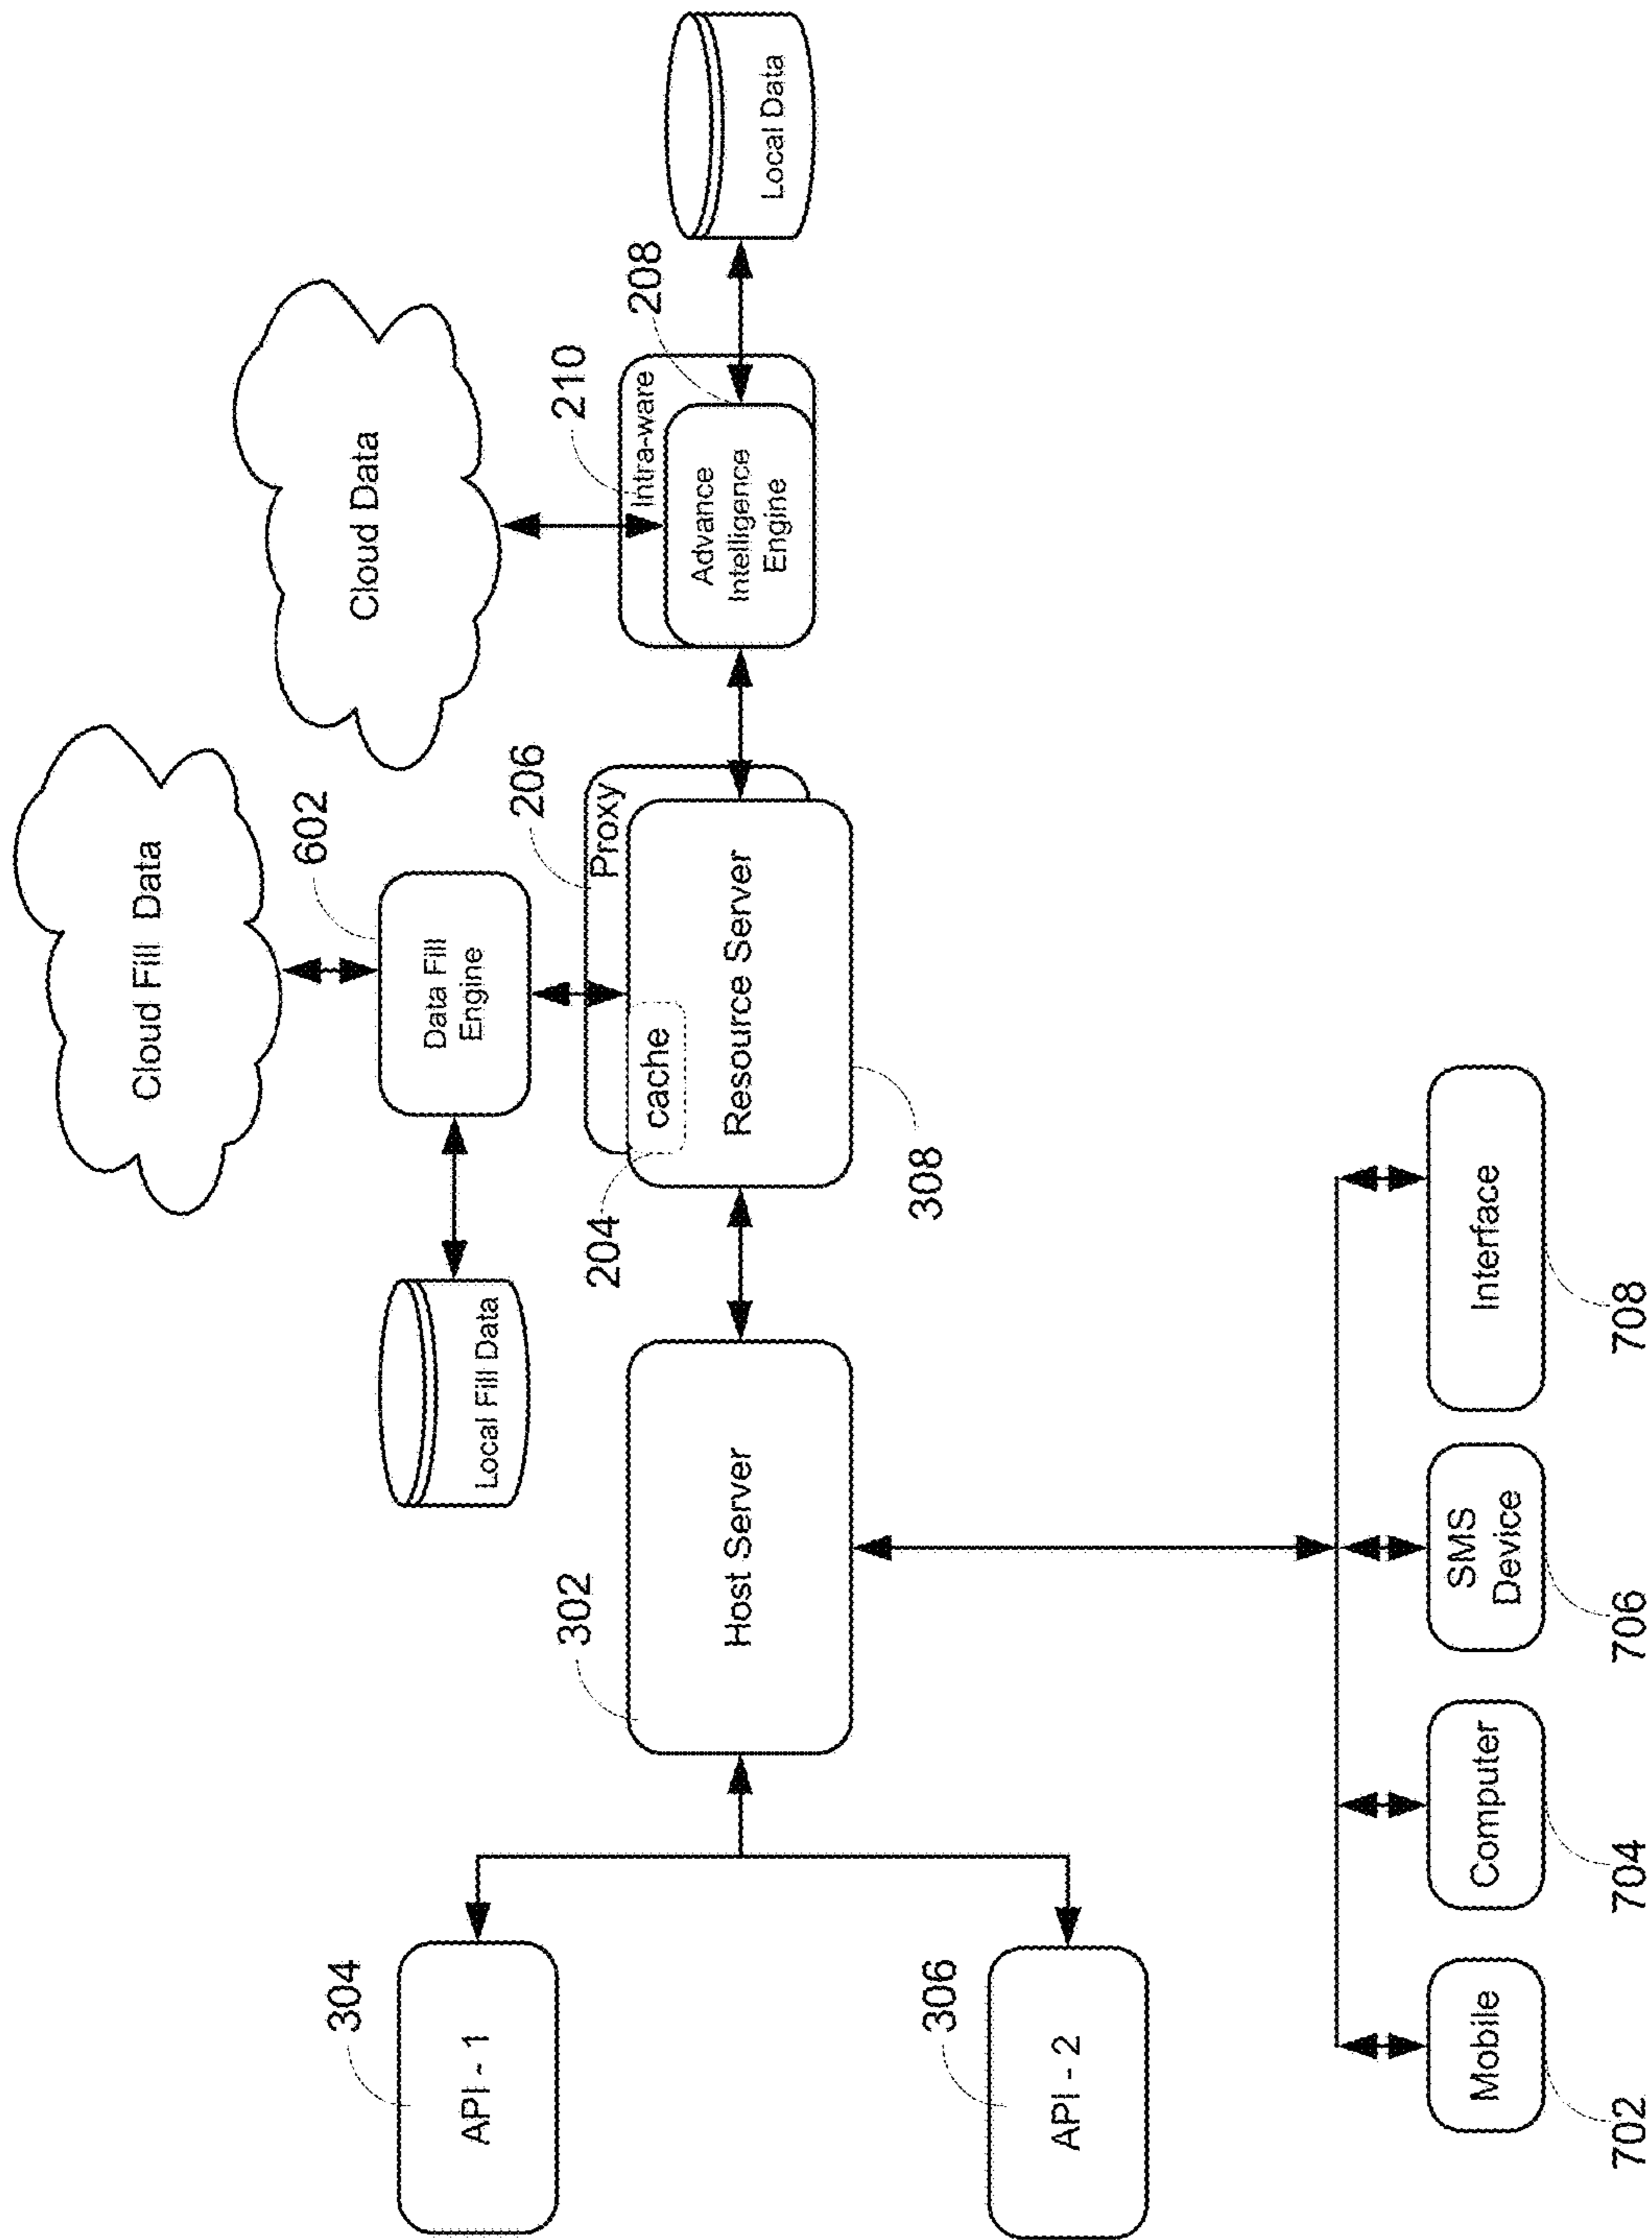 Cloud Fill Data
Cloud Data
602
Data Fill
Engine
Local Fill Data
206
Proxy
cache
204
Resource Server
308
210
Intra-ware
208
Advance
Intelligence
Engine
Local Data
304
API - 1
302
Host Server
306
API - 2
Mobile
702
Computer
704
SMS
Device
706
Interface
708